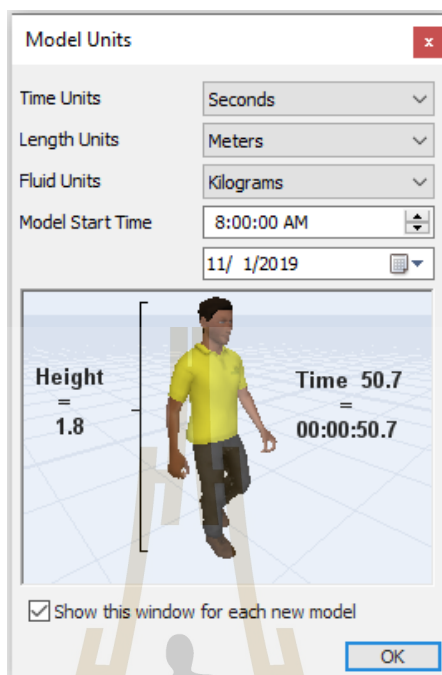 Model Units
x
Time Units Seconds
Length Units Meters
Fluid Units Kilograms
Model Start Time 8:00:00 AM
11/ 1/2019
Height
=
1.8
Time 50.7
=
00:00:50.7
Show this window for each new model
OK